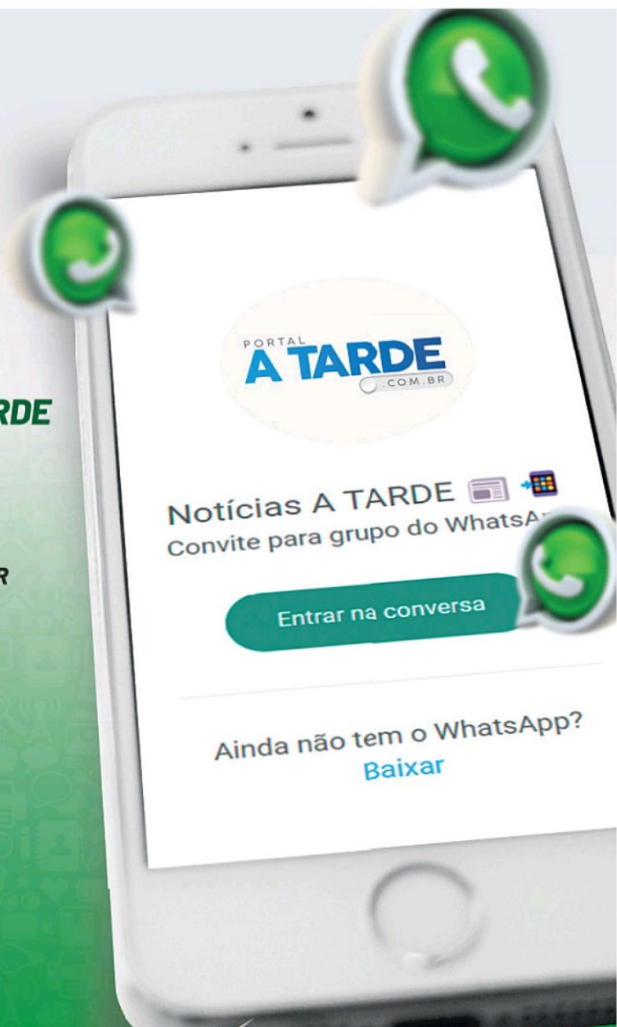 PORTAL
A TARDE
.COM.BR
RDE
Notícias A TARDE
Convite para grupo do WhatsAp
R
Entrar na conversa
Ainda não tem o WhatsApp?
Baixar